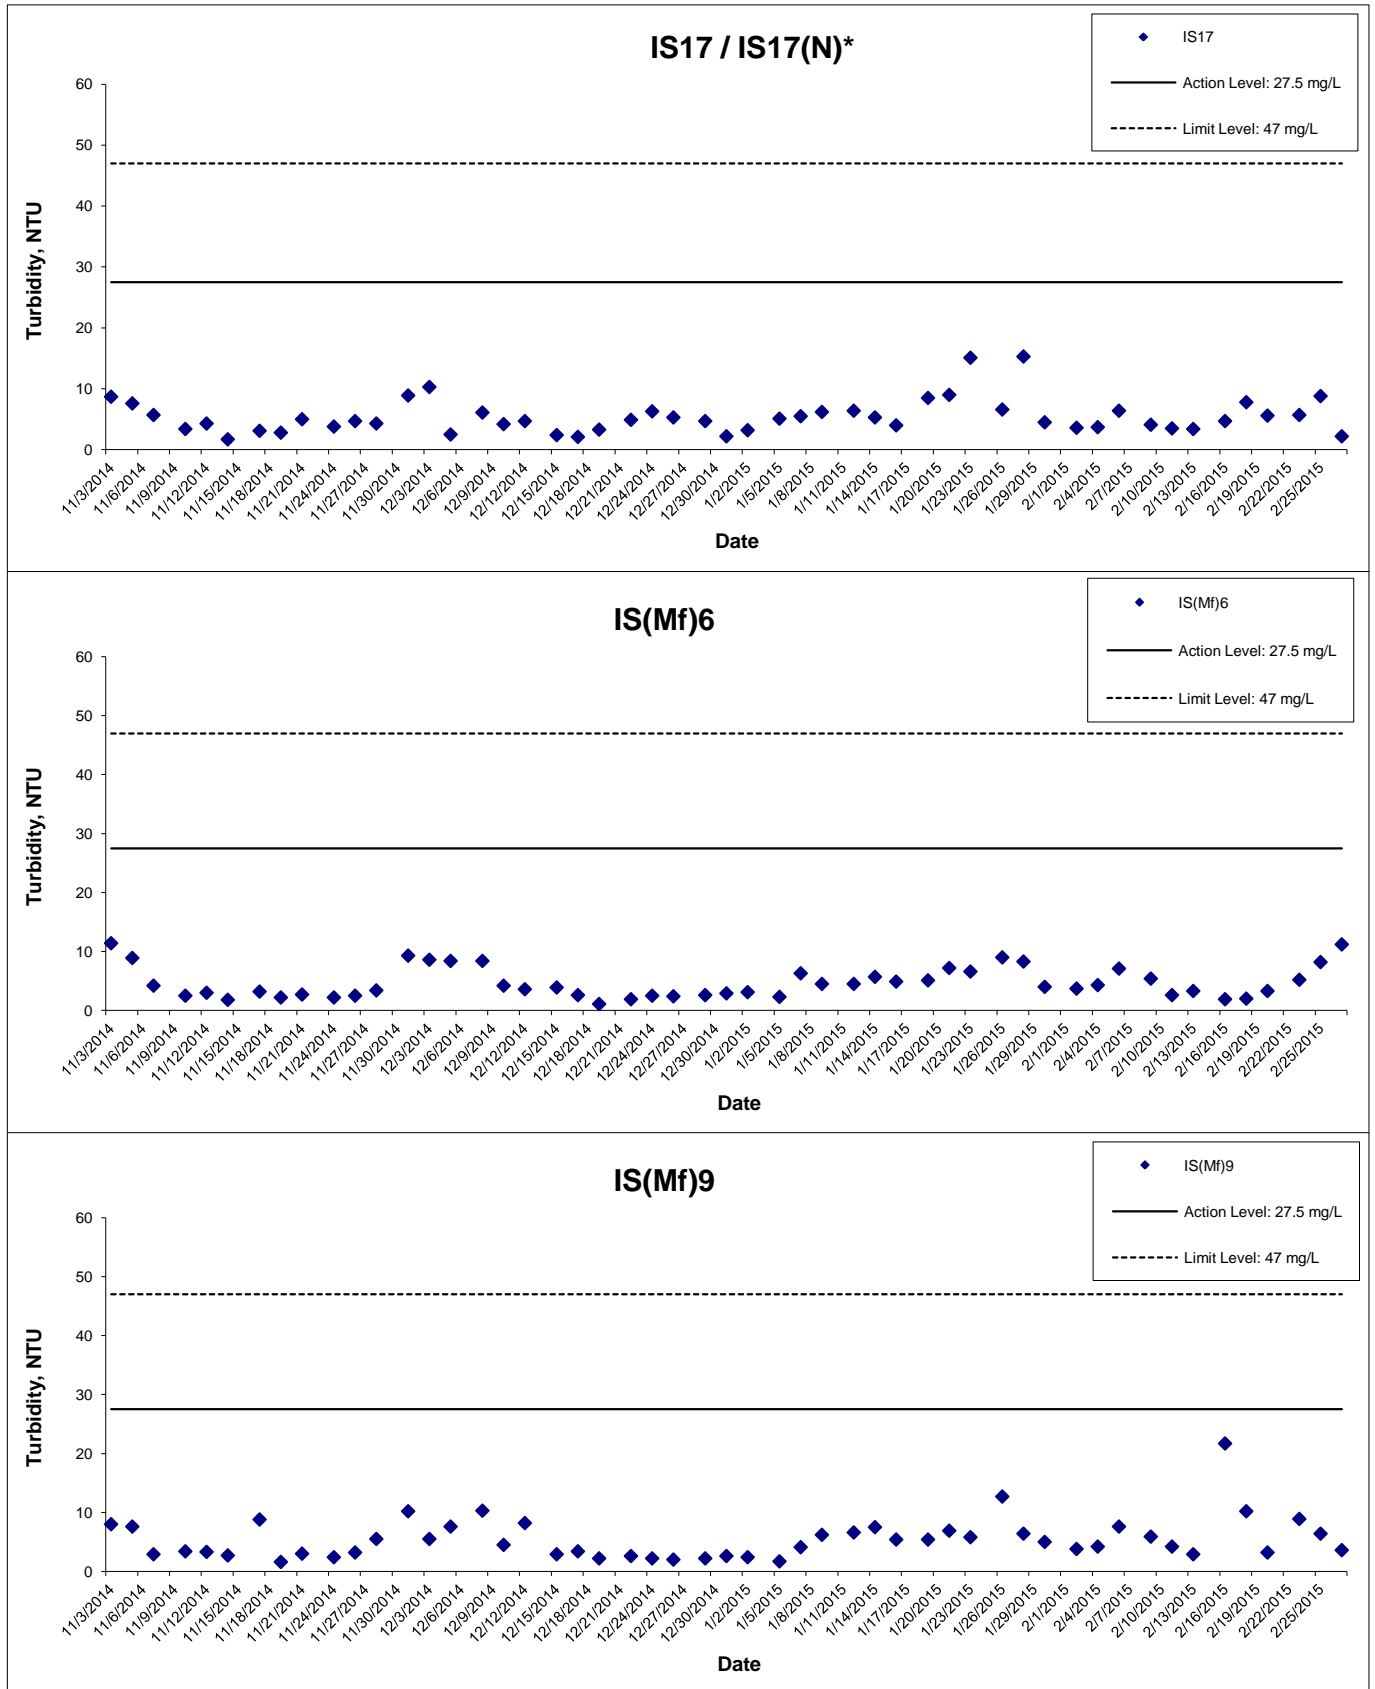 IS17 / IS17(N)*
IS17
Action Level: 27.5 mg/L
Limit Level: 47 mg/L
60
50
40
30
20
10
0
Turbidity, NTU
11/3/2014 11/6/2014 11/9/2014 11/12/2014 11/15/2014 11/18/2014 11/21/2014 11/24/2014 11/27/2014 11/30/2014 12/3/2014 12/6/2014 12/9/2014 12/12/2014 12/15/2014 12/18/2014 12/21/2014 12/24/2014 12/27/2014 12/30/2014 1/2/2015 1/5/2015 1/8/2015 1/11/2015 1/14/2015 1/17/2015 1/20/2015 1/23/2015 1/26/2015 1/29/2015 2/1/2015 2/4/2015 2/7/2015 2/10/2015 2/13/2015 2/16/2015 2/19/2015 2/22/2015 2/25/2015
Date
IS(Mf)6
IS(Mf)6
Action Level: 27.5 mg/L
Limit Level: 47 mg/L
60
50
40
30
20
10
0
Turbidity, NTU
11/3/2014 11/6/2014 11/9/2014 11/12/2014 11/15/2014 11/18/2014 11/21/2014 11/24/2014 11/27/2014 11/30/2014 12/3/2014 12/6/2014 12/9/2014 12/12/2014 12/15/2014 12/18/2014 12/21/2014 12/24/2014 12/27/2014 12/30/2014 1/2/2015 1/5/2015 1/8/2015 1/11/2015 1/14/2015 1/17/2015 1/20/2015 1/23/2015 1/26/2015 1/29/2015 2/1/2015 2/4/2015 2/7/2015 2/10/2015 2/13/2015 2/16/2015 2/19/2015 2/22/2015 2/25/2015
Date
IS(Mf)9
IS(Mf)9
Action Level: 27.5 mg/L
Limit Level: 47 mg/L
60
50
40
30
20
10
0
Turbidity, NTU
11/3/2014 11/6/2014 11/9/2014 11/12/2014 11/15/2014 11/18/2014 11/21/2014 11/24/2014 11/27/2014 11/30/2014 12/3/2014 12/6/2014 12/9/2014 12/12/2014 12/15/2014 12/18/2014 12/21/2014 12/24/2014 12/27/2014 12/30/2014 1/2/2015 1/5/2015 1/8/2015 1/11/2015 1/14/2015 1/17/2015 1/20/2015 1/23/2015 1/26/2015 1/29/2015 2/1/2015 2/4/2015 2/7/2015 2/10/2015 2/13/2015 2/16/2015 2/19/2015 2/22/2015 2/25/2015
Date